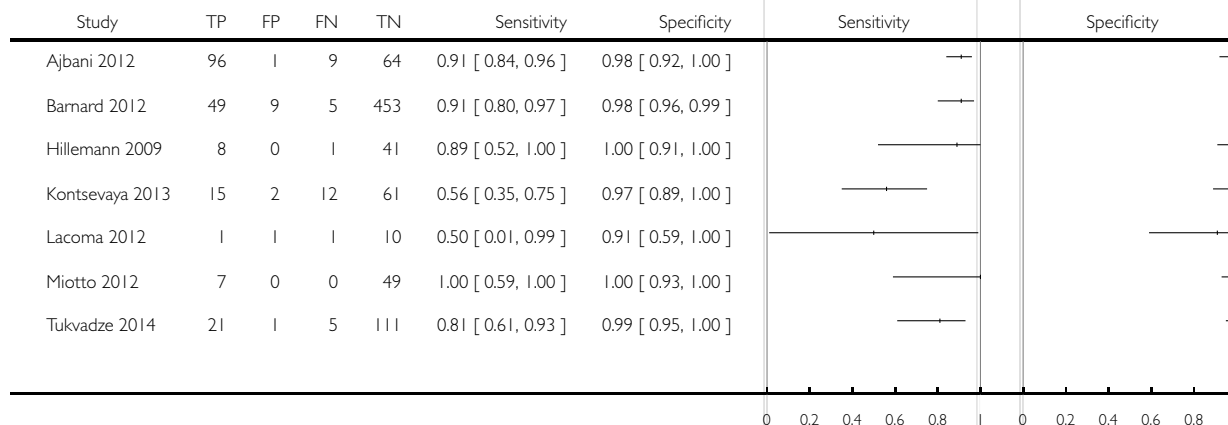 Study TP FP FN TN Sensitivity Specificity Sensitivity Specificity
Ajbani 2012 96 1 9 64 0.91 [ 0.84, 0.96 ] 0.98 [ 0.92, 1.00 ]
Barnard 2012 49 9 5 453 0.91 [ 0.80, 0.97 ] 0.98 [ 0.96, 0.99 ]
Hillemann 2009 8 0 1 41 0.89 [ 0.52, 1.00 ] 1.00 [ 0.91, 1.00 ]
Kontsevaya 2013 15 2 12 61 0.56 [ 0.35, 0.75 ] 0.97 [ 0.89, 1.00 ]
Lacoma 2012 1 1 1 10 0.50 [ 0.01, 0.99 ] 0.91 [ 0.59, 1.00 ]
Miotto 2012 7 0 0 49 1.00 [ 0.59, 1.00 ] 1.00 [ 0.93, 1.00 ]
Tukvadze 2014 21 1 5 111 0.81 [ 0.61, 0.93 ] 0.99 [ 0.95, 1.00 ]
0 0.2 0.4 0.6 0.8 1 0 0.2 0.4 0.6 0.8